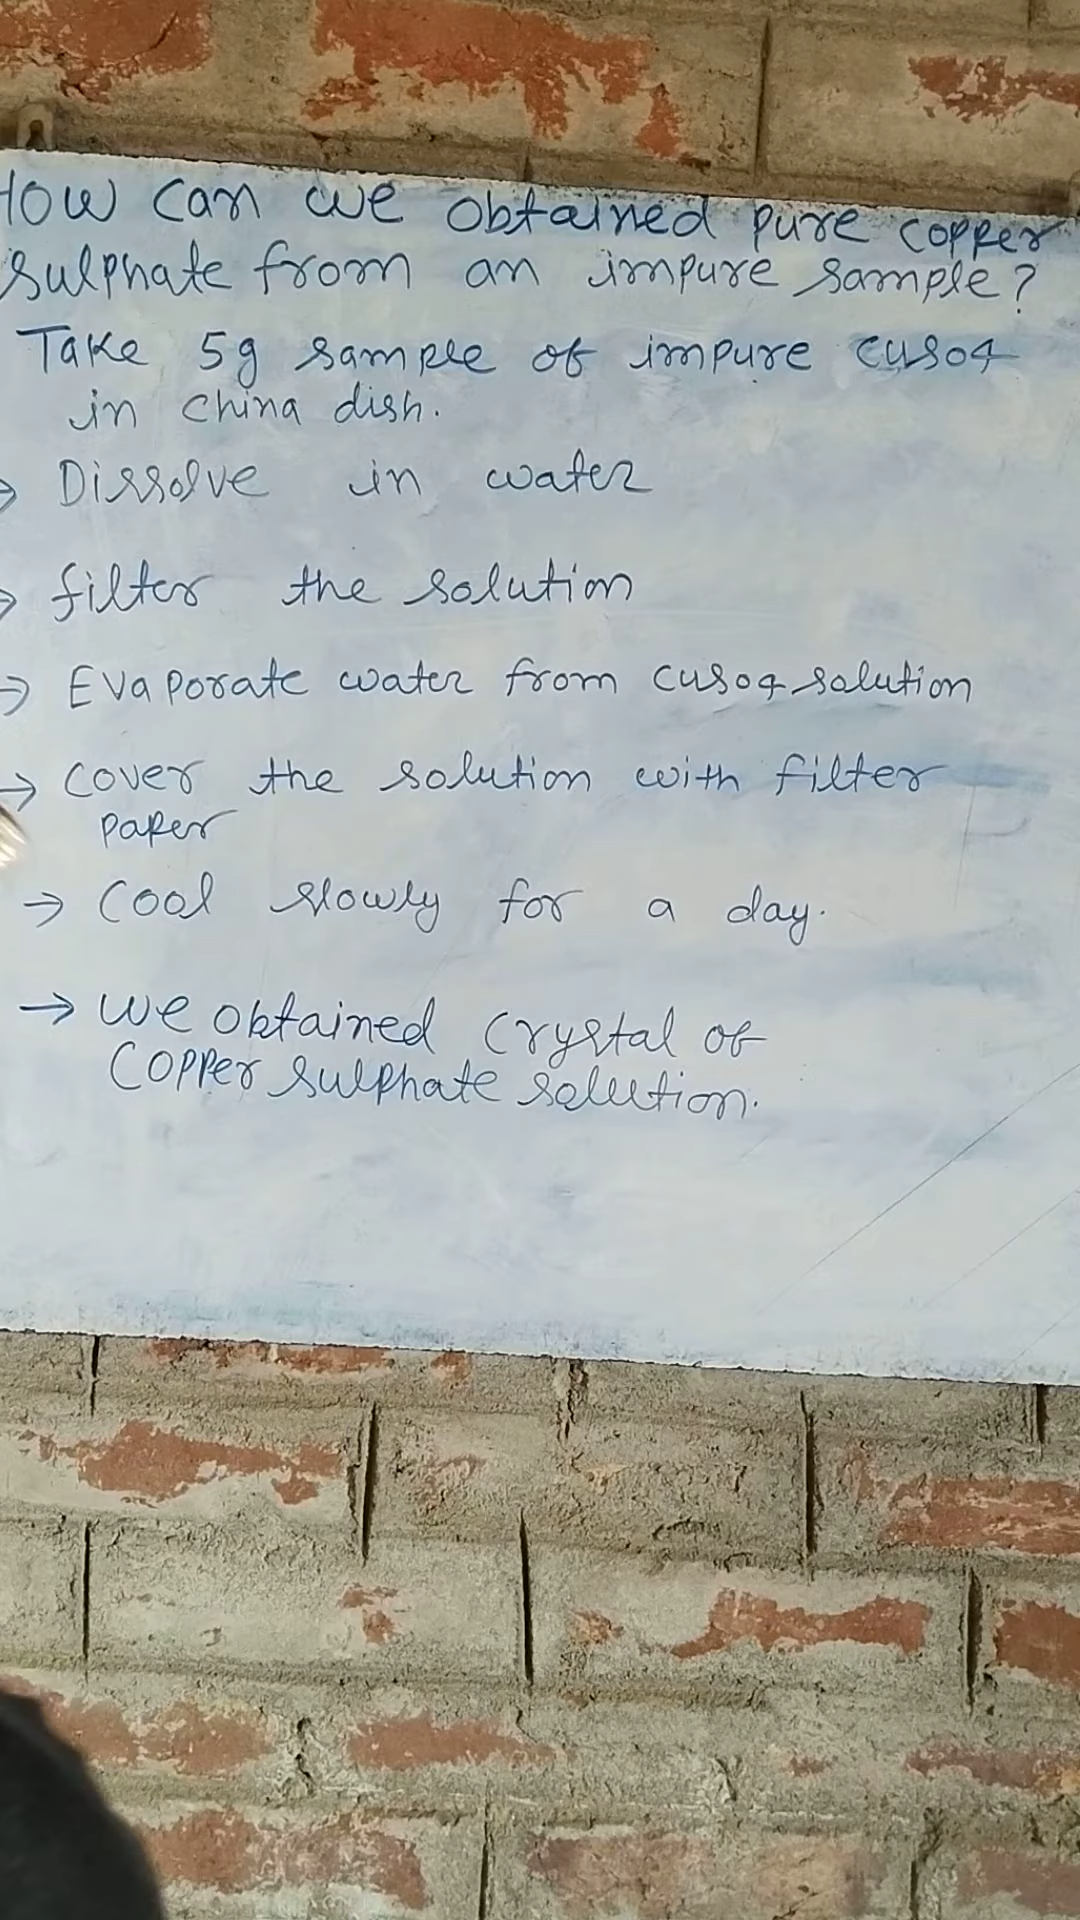 How can we obtained pure copper
sulphate from an impure sample?
Take 5g sample of impure cuso4
in china dish.
→ Dissolve in water
→ filter the solution
→ Evaporate water from cuso4 solution
→ cover the solution with filter
paper
→ cool slowly for a day.
→ we obtained crystal of
copper sulphate solution.